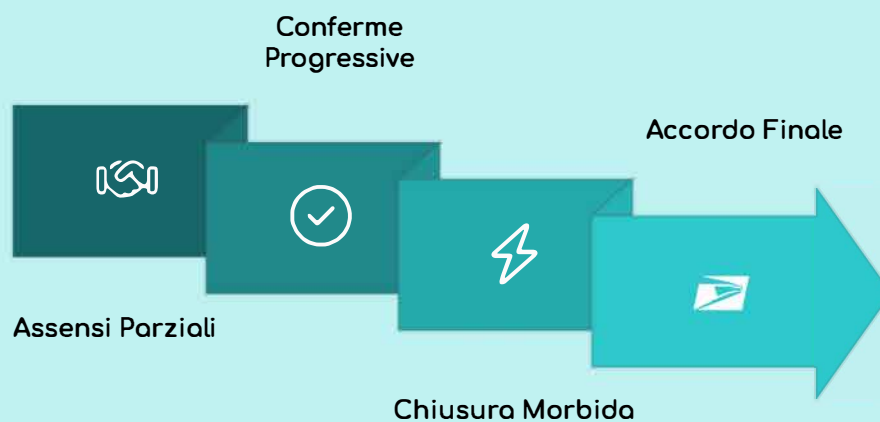 Conferme
Progressive
Accordo Finale
Assensi Parziali
Chiusura Morbida